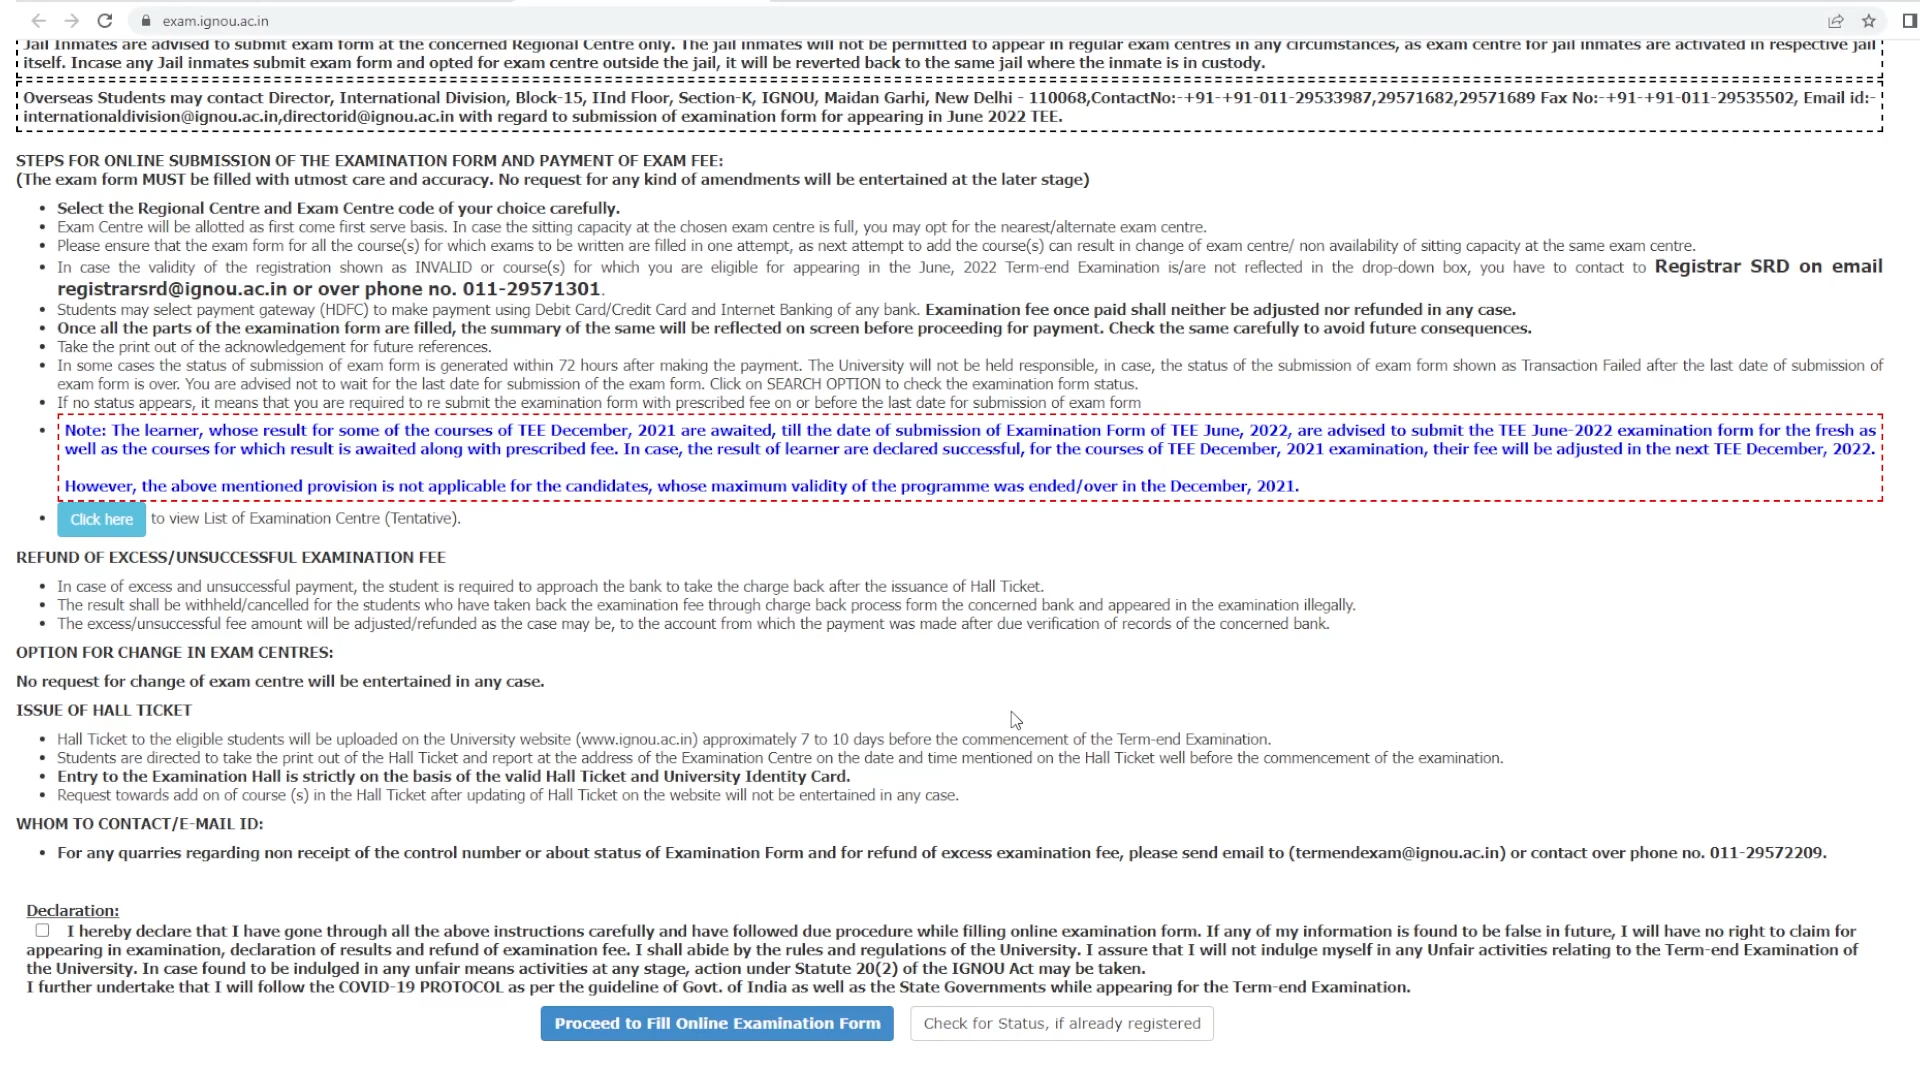 exam.ignou.ac.in
Jail Inmates are advised to submit exam form at the concerned Regional Centre only. The jail inmates will not be permitted to appear in regular exam centres in any circumstances, as exam centre for jail inmates are activated in respective jail
itself. Incase any Jail inmates submit exam form and opted for exam centre outside the jail, it will be reverted back to the same jail where the inmate is in custody.
Overseas Students may contact Director, International Division, Block-15, IInd Floor, Section-K, IGNOU, Maidan Garhi, New Delhi - 110068,ContactNo:-+91-+91-011-29533987,29571682,29571689 Fax No:-+91-+91-011-29535502, Email id:-
internationaldivision@ignou.ac.in,directorid@ignou.ac.in with regard to submission of examination form for appearing in June 2022 TEE.
STEPS FOR ONLINE SUBMISSION OF THE EXAMINATION FORM AND PAYMENT OF EXAM FEE:
(The exam form MUST be filled with utmost care and accuracy. No request for any kind of amendments will be entertained at the later stage)
• Select the Regional Centre and Exam Centre code of your choice carefully.
• Exam Centre will be allotted as first come first serve basis. In case the sitting capacity at the chosen exam centre is full, you may opt for the nearest/alternate exam centre.
• Please ensure that the exam form for all the course(s) for which exams to be written are filled in one attempt, as next attempt to add the course(s) can result in change of exam centre/ non availability of sitting capacity at the same exam centre.
• In case the validity of the registration shown as INVALID or course(s) for which you are eligible for appearing in the June, 2022 Term-end Examination is/are not reflected in the drop-down box, you have to contact to Registrar SRD on email
registrarsrd@ignou.ac.in or over phone no. 011-29571301.
• Students may select payment gateway (HDFC) to make payment using Debit Card/Credit Card and Internet Banking of any bank. Examination fee once paid shall neither be adjusted nor refunded in any case.
• Once all the parts of the examination form are filled, the summary of the same will be reflected on screen before proceeding for payment. Check the same carefully to avoid future consequences.
• Take the print out of the acknowledgement for future references.
• In some cases the status of submission of exam form is generated within 72 hours after making the payment. The University will not be held responsible, in case, the status of the submission of exam form shown as Transaction Failed after the last date of submission of
exam form is over. You are advised not to wait for the last date for submission of the exam form. Click on SEARCH OPTION to check the examination form status.
• If no status appears, it means that you are required to re submit the examination form with prescribed fee on or before the last date for submission of exam form
• Note: The learner, whose result for some of the courses of TEE December, 2021 are awaited, till the date of submission of Examination Form of TEE June, 2022, are advised to submit the TEE June-2022 examination form for the fresh as
well as the courses for which result is awaited along with prescribed fee. In case, the result of learner are declared successful, for the courses of TEE December, 2021 examination, their fee will be adjusted in the next TEE December, 2022.
However, the above mentioned provision is not applicable for the candidates, whose maximum validity of the programme was ended/over in the December, 2021.
• Click here to view List of Examination Centre (Tentative).
REFUND OF EXCESS/UNSUCCESSFUL EXAMINATION FEE
• In case of excess and unsuccessful payment, the student is required to approach the bank to take the charge back after the issuance of Hall Ticket.
• The result shall be withheld/cancelled for the students who have taken back the examination fee through charge back process form the concerned bank and appeared in the examination illegally.
• The excess/unsuccessful fee amount will be adjusted/refunded as the case may be, to the account from which the payment was made after due verification of records of the concerned bank.
OPTION FOR CHANGE IN EXAM CENTRES:
No request for change of exam centre will be entertained in any case.
ISSUE OF HALL TICKET
• Hall Ticket to the eligible students will be uploaded on the University website (www.ignou.ac.in) approximately 7 to 10 days before the commencement of the Term-end Examination.
• Students are directed to take the print out of the Hall Ticket and report at the address of the Examination Centre on the date and time mentioned on the Hall Ticket well before the commencement of the examination.
• Entry to the Examination Hall is strictly on the basis of the valid Hall Ticket and University Identity Card.
• Request towards add on of course (s) in the Hall Ticket after updating of Hall Ticket on the website will not be entertained in any case.
WHOM TO CONTACT/E-MAIL ID:
• For any quarries regarding non receipt of the control number or about status of Examination Form and for refund of excess examination fee, please send email to (termendexam@ignou.ac.in) or contact over phone no. 011-29572209.
Declaration:
I hereby declare that I have gone through all the above instructions carefully and have followed due procedure while filling online examination form. If any of my information is found to be false in future, I will have no right to claim for
appearing in examination, declaration of results and refund of examination fee. I shall abide by the rules and regulations of the University. I assure that I will not indulge myself in any Unfair activities relating to the Term-end Examination of
the University. In case found to be indulged in any unfair means activities at any stage, action under Statute 20(2) of the IGNOU Act may be taken.
I further undertake that I will follow the COVID-19 PROTOCOL as per the guideline of Govt. of India as well as the State Governments while appearing for the Term-end Examination.
Proceed to Fill Online Examination Form Check for Status, if already registered